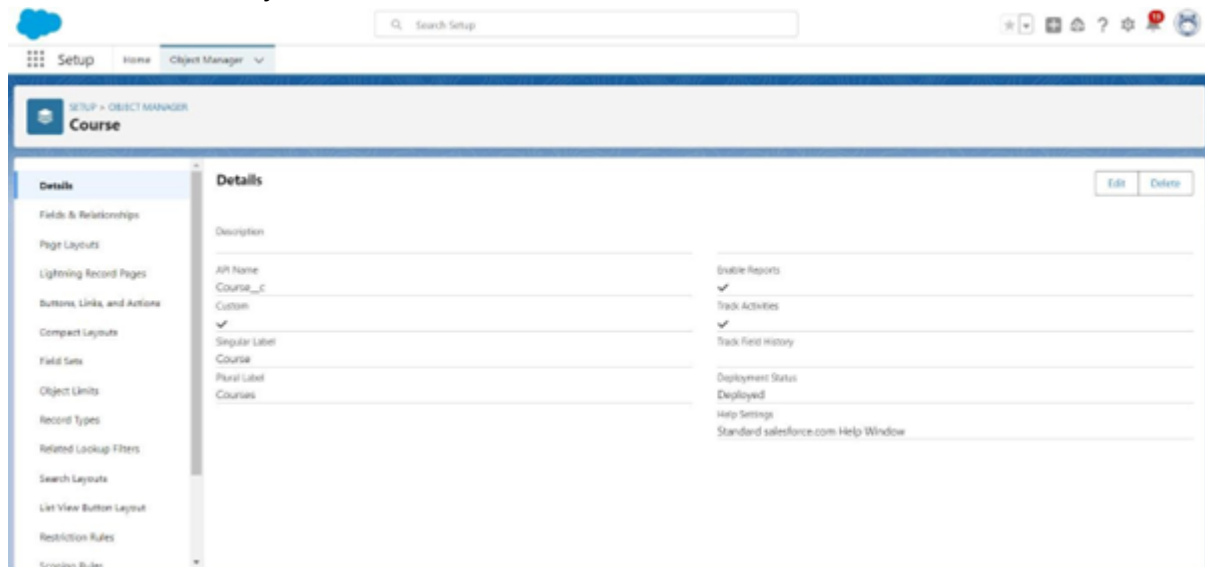 Search Setup
?
Setup
Home
Object Manager
SETUP > OBJECT MANAGER
Course
Details
Fields & Relationships
Page Layouts
Lightning Record Pages
Buttons, Links, and Actions
Compact Layouts
Field Sets
Object Limits
Record Types
Related Lookup Filters
Search Layouts
List View Button Layout
Restriction Rules
Scoping Rules
Details
Edit
Delete
Description
API Name
Course__c
Custom
Singular Label
Course
Plural Label
Courses
Enable Reports
Track Activities
Track Field History
Deployment Status
Deployed
Help Settings
Standard salesforce.com Help Window